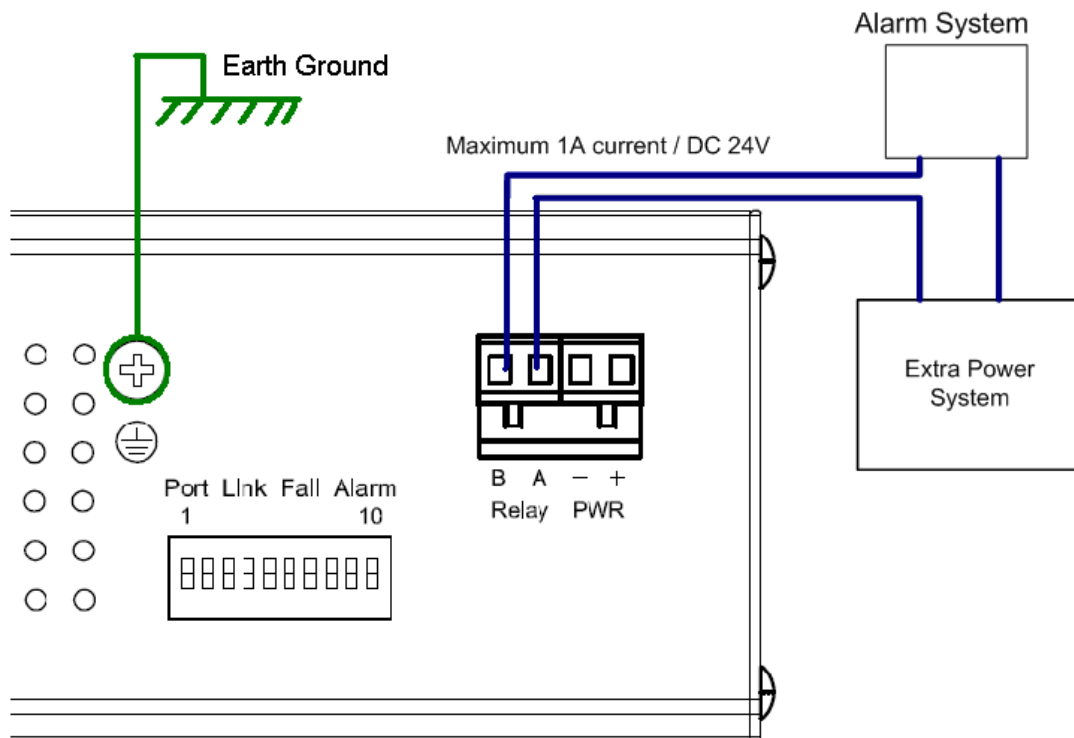 Alarm System
Earth Ground
Maximum 1A current / DC 24V
Extra Power
System
B A − +
Relay PWR
Port Link Fail Alarm
1 10